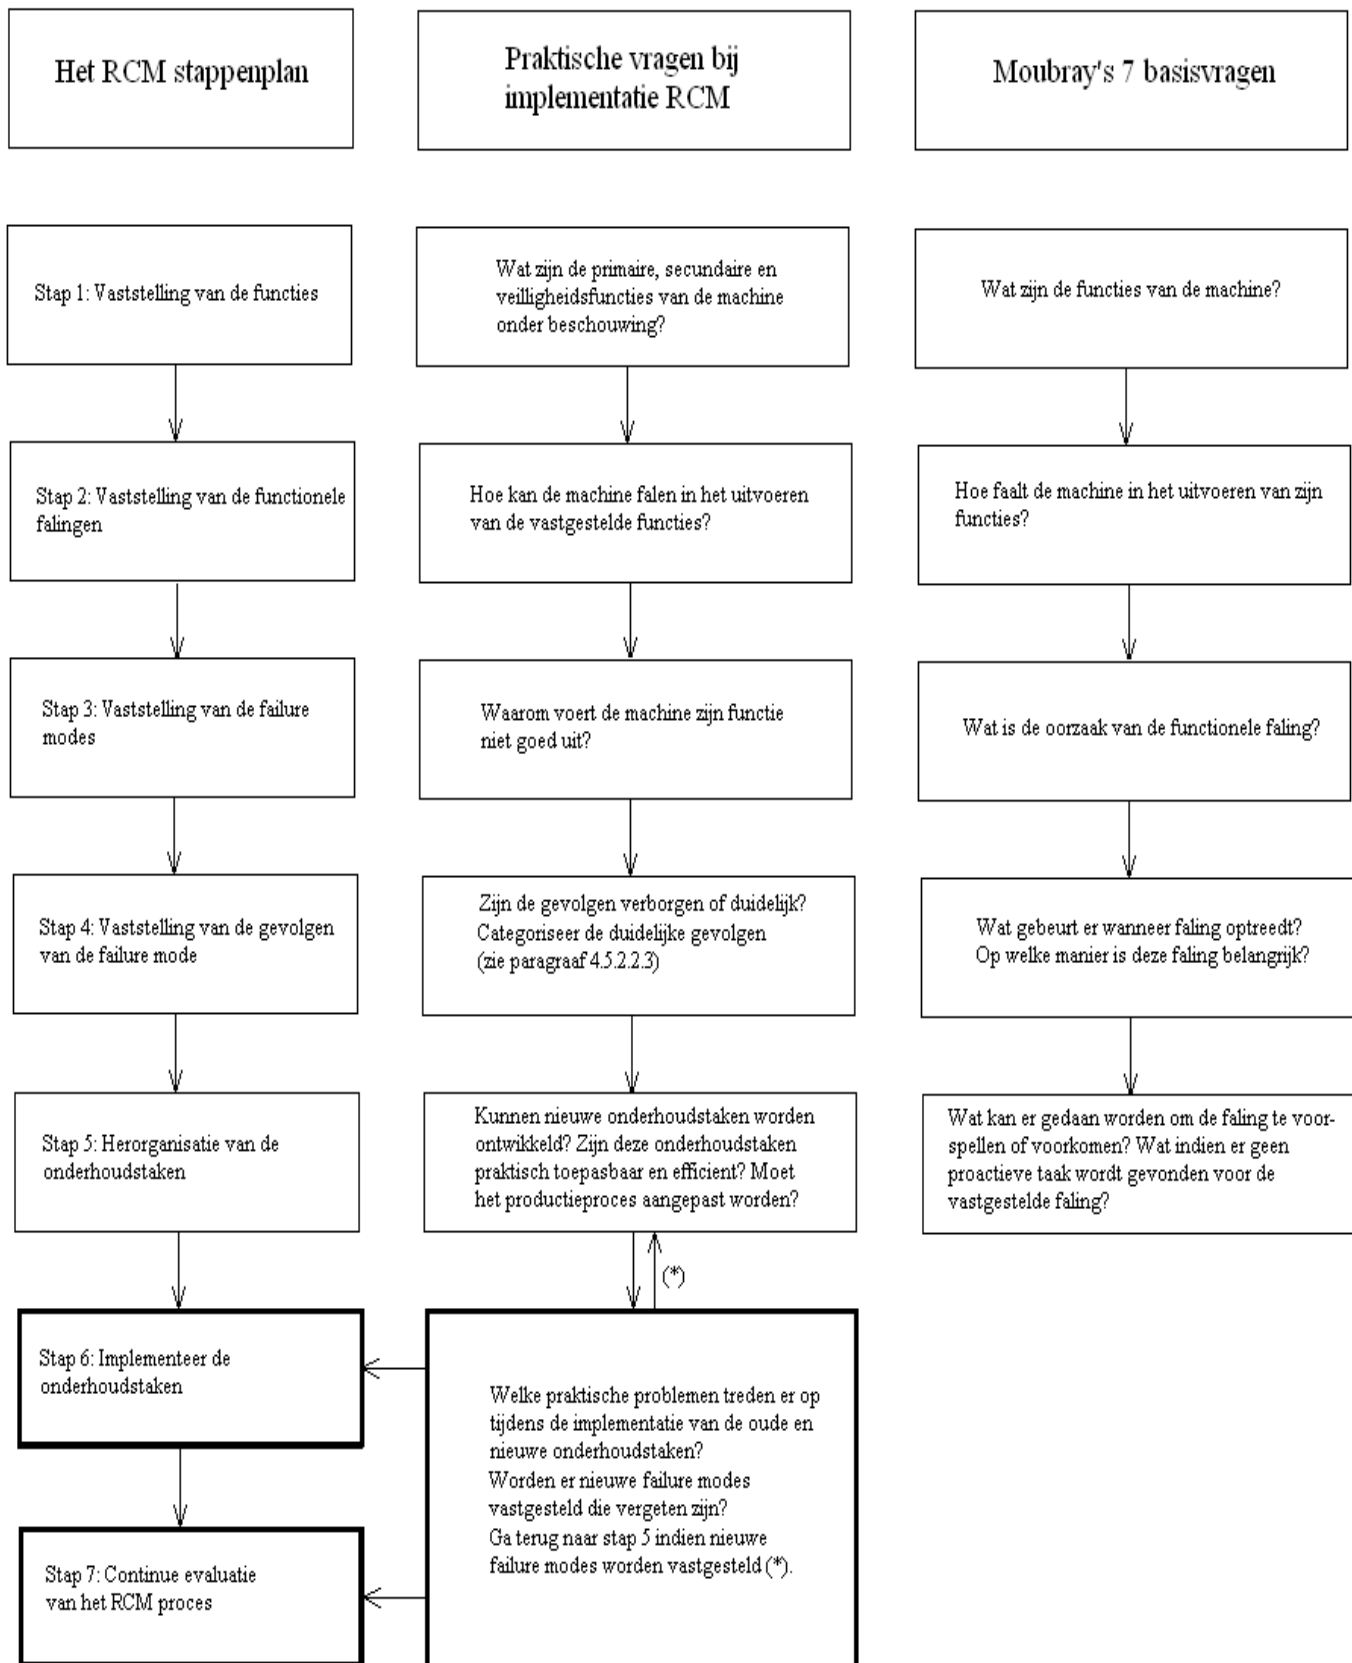 Het RCM stappenplan
Praktische vragen bij
implementatie RCM
Moubray's 7 basisvragen
Stap 1: Vaststelling van de functies
Wat zijn de primaire, secundaire en
veilligheidsfuncties van de machine
onder beschouwing?
Wat zijn de functies van de machine?
Stap 2: Vaststelling van de functionele
falingen
Hoe kan de machine falen in het uitvoeren
van de vastgestelde functies?
Hoe faalt de machine in het uitvoeren van zijn
functies?
Stap 3: Vaststelling van de failure
modes
Waarom voert de machine zijn functie
niet goed uit?
Wat is de oorzaak van de functionele faling?
Stap 4: Vaststelling van de gevolgen
van de failure mode
Zijn de gevolgen verborgen of duidelijk?
Categoriseer de duidelijke gevolgen
(zie paragraaf 4.5.2.2.3)
Wat gebeurt er wanneer faling optreedt?
Op welke manier is deze faling belangrijk?
Stap 5: Herorganisatie van de
onderhoudstaken
Kunnen nieuwe onderhoudstaken worden
ontwikkeld? Zijn deze onderhoudstaken
praktisch toepasbaar en efficient? Moet
het productieproces aangepast worden?
Wat kan er gedaan worden om de faling te voor-
spellen of voorkomen? Wat indien er geen
proactieve taak wordt gevonden voor de
vastgestelde faling?
(*)
Stap 6: Implementeer de
onderhoudstaken
Welke praktische problemen treden er op
tijdens de implementatie van de oude en
nieuwe onderhoudstaken?
Worden er nieuwe failure modes
vastgesteld die vergeten zijn?
Ga terug naar stap 5 indien nieuwe
failure modes worden vastgesteld (*).
Stap 7: Continue evaluatie
van het RCM proces